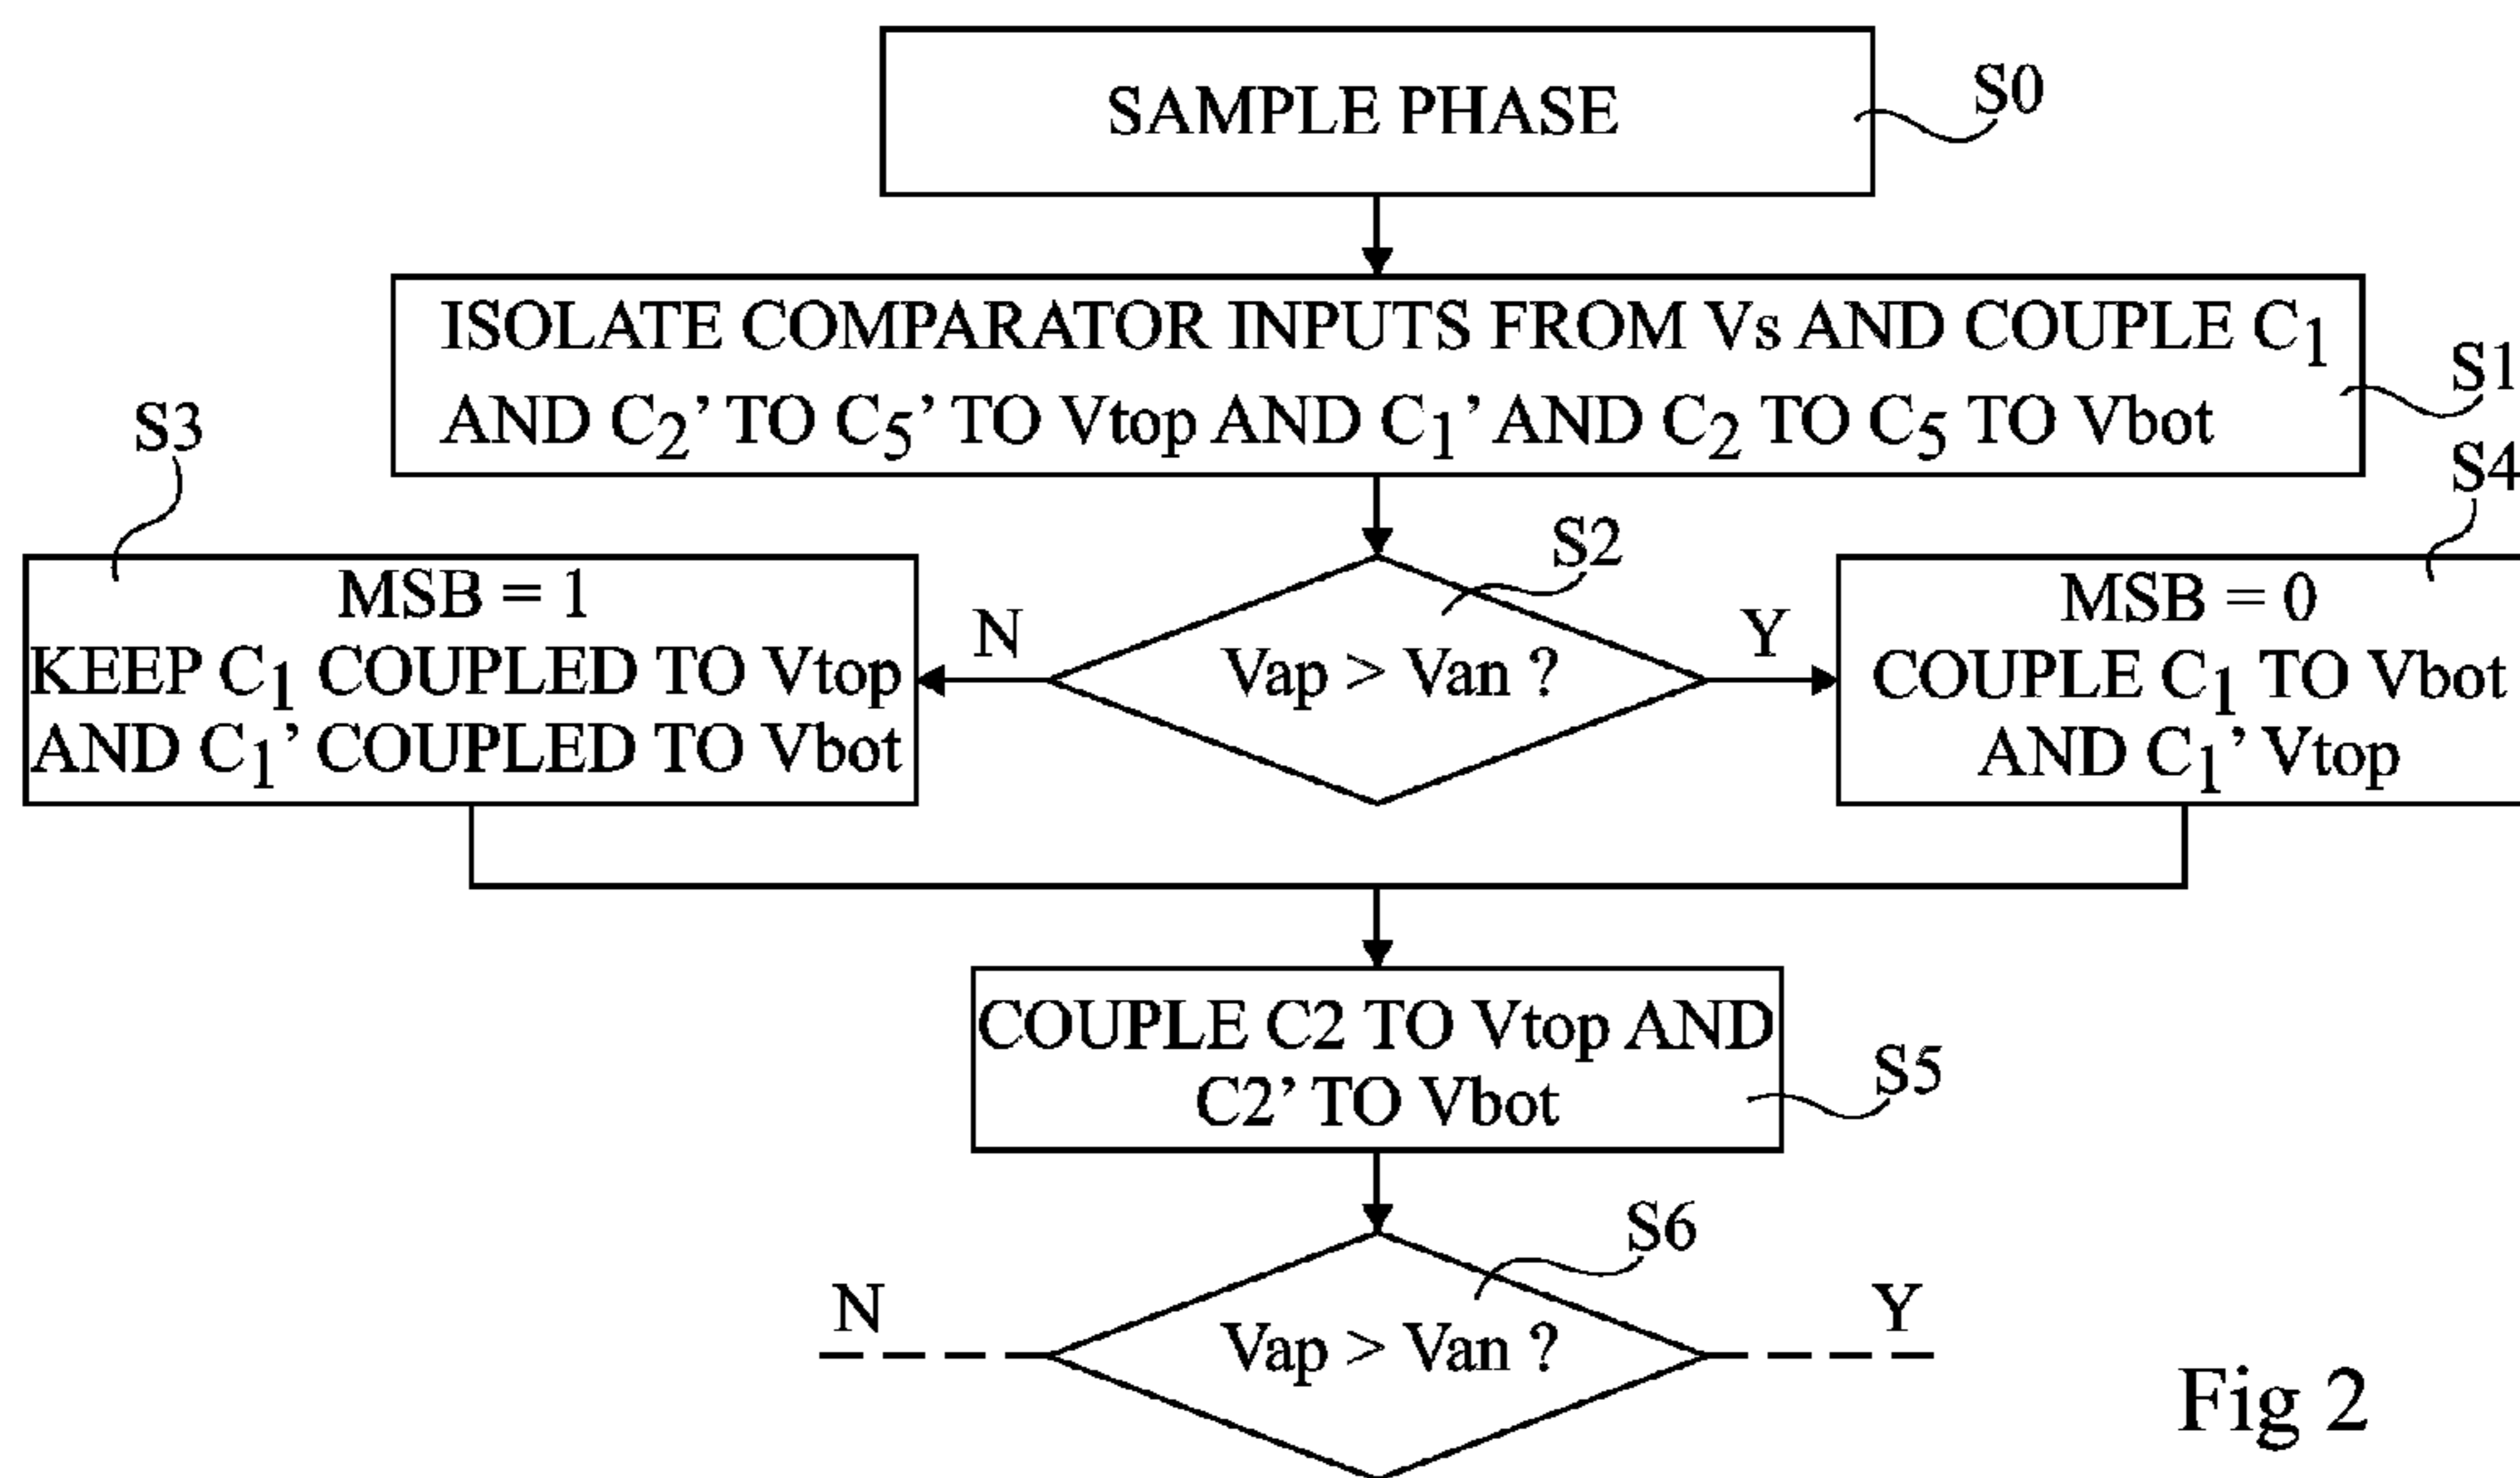 SAMPLE PHASE
S0
ISOLATE COMPARATOR INPUTS FROM Vs AND COUPLE C1
AND C2’ TO C5’ TO Vtop AND C1’ AND C2 TO C5 TO Vbot
S1
S3
MSB = 1
KEEP C1 COUPLED TO Vtop
AND C1’ COUPLED TO Vbot
N
S2
Vap > Van ?
Y
S4
MSB = 0
COUPLE C1 TO Vbot
AND C1’ Vtop
COUPLE C2 TO Vtop AND
C2’ TO Vbot
S5
S6
N
Vap > Van ?
Y
Fig 2